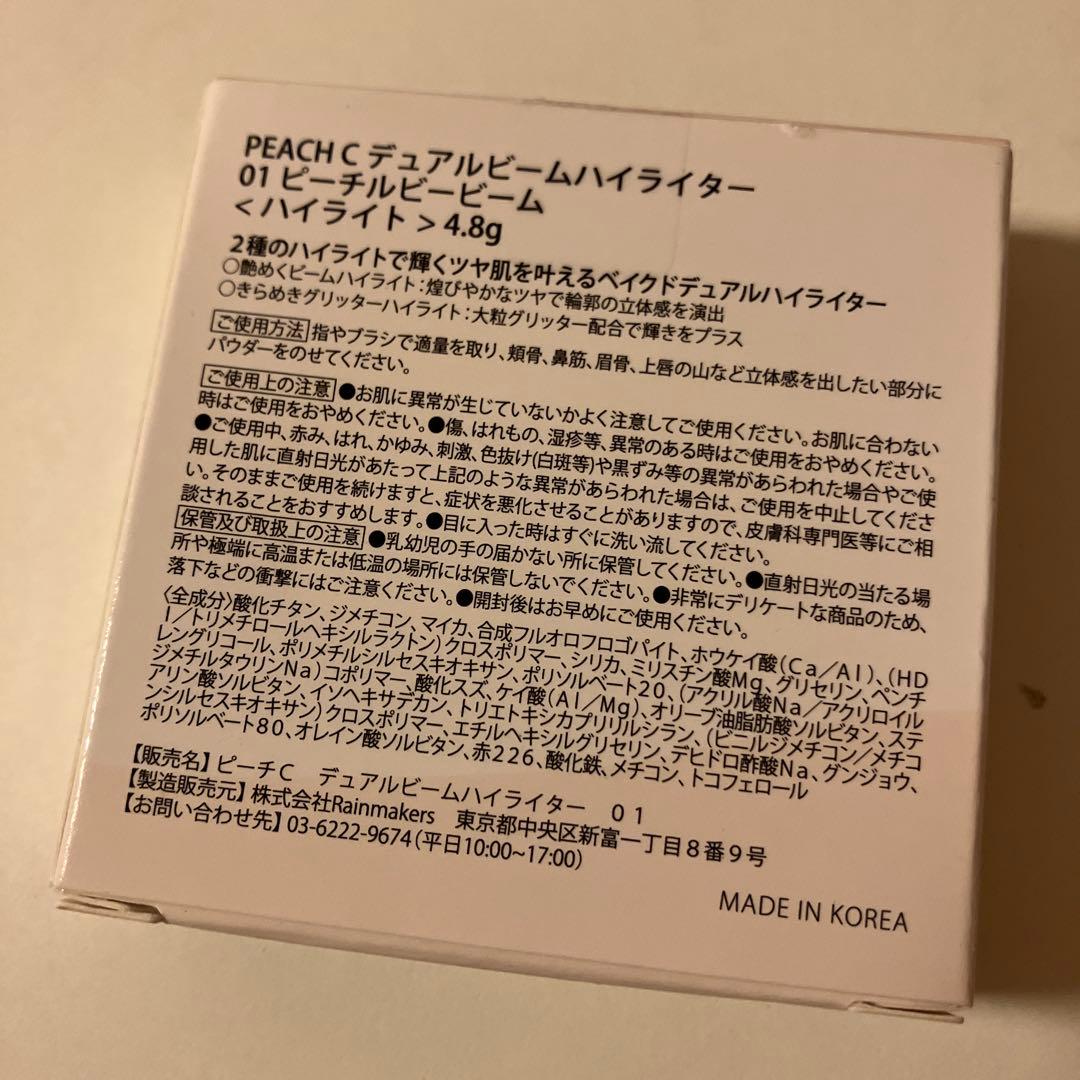 PEACH C デュアルビームハイライター
01 ピーチルビービーム
< ハイライト > 4.8g
2種のハイライトで輝くツヤ肌を叶えるベイクドデュアルハイライター
○艶めくビームハイライト：煌びやかなツヤで輪郭の立体感を演出
○きらめきグリッターハイライト：大粒グリッター配合で輝きをプラス
ご使用方法 指やブラシで適量を取り、頬骨、鼻筋、眉骨、上唇の山など立体感を出したい部分に
パウダーをのせてください。
ご使用上の注意 ●お肌に異常が生じていないかよく注意してご使用ください。お肌に合わない
時はご使用をおやめください。●傷、はれもの、湿疹等、異常のある時はご使用をおやめください。
●ご使用中、赤み、はれ、かゆみ、刺激、色抜け(白斑等)や黒ずみ等の異常があらわれた場合やご使
用した肌に直射日光があたって上記のような異常があらわれた場合は、ご使用を中止してくださ
い。そのままご使用を続けますと、症状を悪化させることがありますので、皮膚科専門医等にご相
談されることをおすすめします。●目に入った時はすぐに洗い流してください。
保管及び取扱上の注意 ●乳幼児の手の届かない所に保管してください。●直射日光の当たる場
所や極端に高温または低温の場所には保管しないでください。●非常にデリケートな商品のため、
落下などの衝撃にはご注意ください。●開封後はお早めにご使用ください。
〈全成分〉酸化チタン、ジメチコン、マイカ、合成フルオロフロゴパイト、ホウケイ酸(Ca/Al)、(HD
I/トリメチロールヘキシルラクトン)クロスポリマー、シリカ、ミリスチン酸Mg、グリセリン、ペンチ
レングリコール、ポリメチルシルセスキオキサン、ポリソルベート20、(アクリル酸Na/アクリロイル
ジメチルタウリンNa)コポリマー、酸化スズ、ケイ酸(Al/Mg)、オリーブ油脂肪酸ソルビタン、ステ
アリン酸ソルビタン、イソヘキサデカン、トリエトキシカプリリルシラン、(ビニルジメチコン/メチコ
ンシルセスキオキサン)クロスポリマー、エチルヘキシルグリセリン、デヒドロ酢酸Na、グンジョウ、
ポリソルベート80、オレイン酸ソルビタン、赤226、酸化鉄、メチコン、トコフェロール
【販売名】ピーチC デュアルビームハイライター 01
【製造販売元】株式会社Rainmakers 東京都中央区新富一丁目8番9号
【お問い合わせ先】03-6222-9674(平日10:00~17:00)
MADE IN KOREA